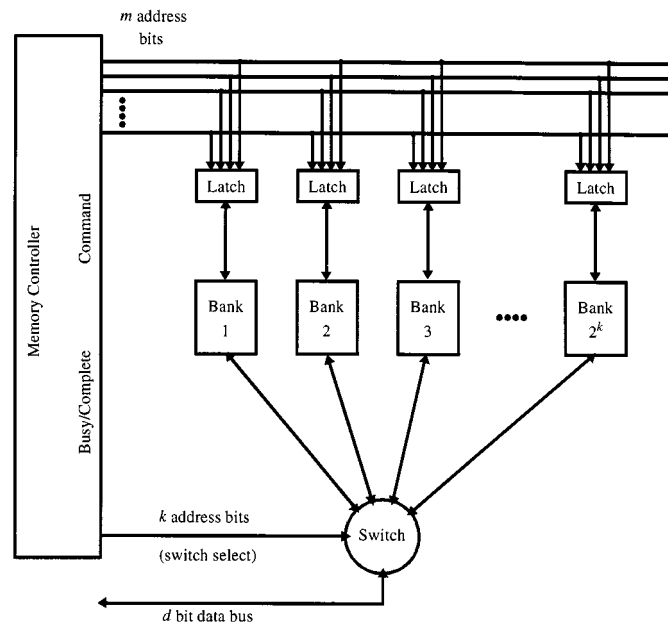 m address
bits
Latch
Latch
Latch
Latch
Command
Memory Controller
Bank
1
Bank
2
Bank
3
Bank
2^k
Busy/Complete
k address bits
(switch select)
Switch
d bit data bus